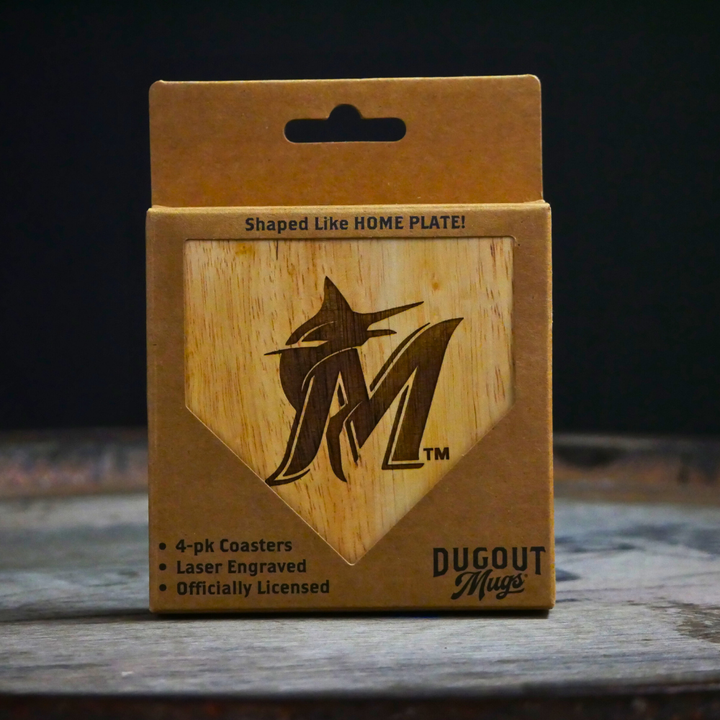 Shaped Like HOME PLATE!
M
TM
• 4-pk Coasters
• Laser Engraved
• Officially Licensed
DUGOUT
Mugs